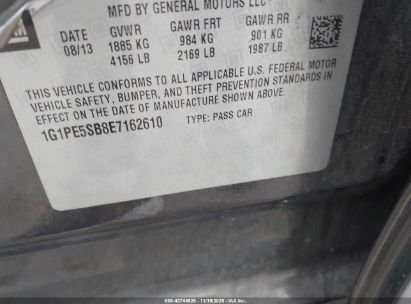 MFD BY GENERAL MOTORS LLC
DATE GVWR GAWR FRT GAWR RR
08/13 1885 KG 984 KG 901 KG
4156 LB 2169 LB 1987 LB
THIS VEHICLE CONFORMS TO ALL APPLICABLE U.S. FEDERAL MOTOR
VEHICLE SAFETY, BUMPER, AND THEFT PREVENTION STANDARDS IN
EFFECT ON THE DATE OF MANUFACTURE SHOWN ABOVE.
1G1PE5SB8E7162610 TYPE: PASS CAR